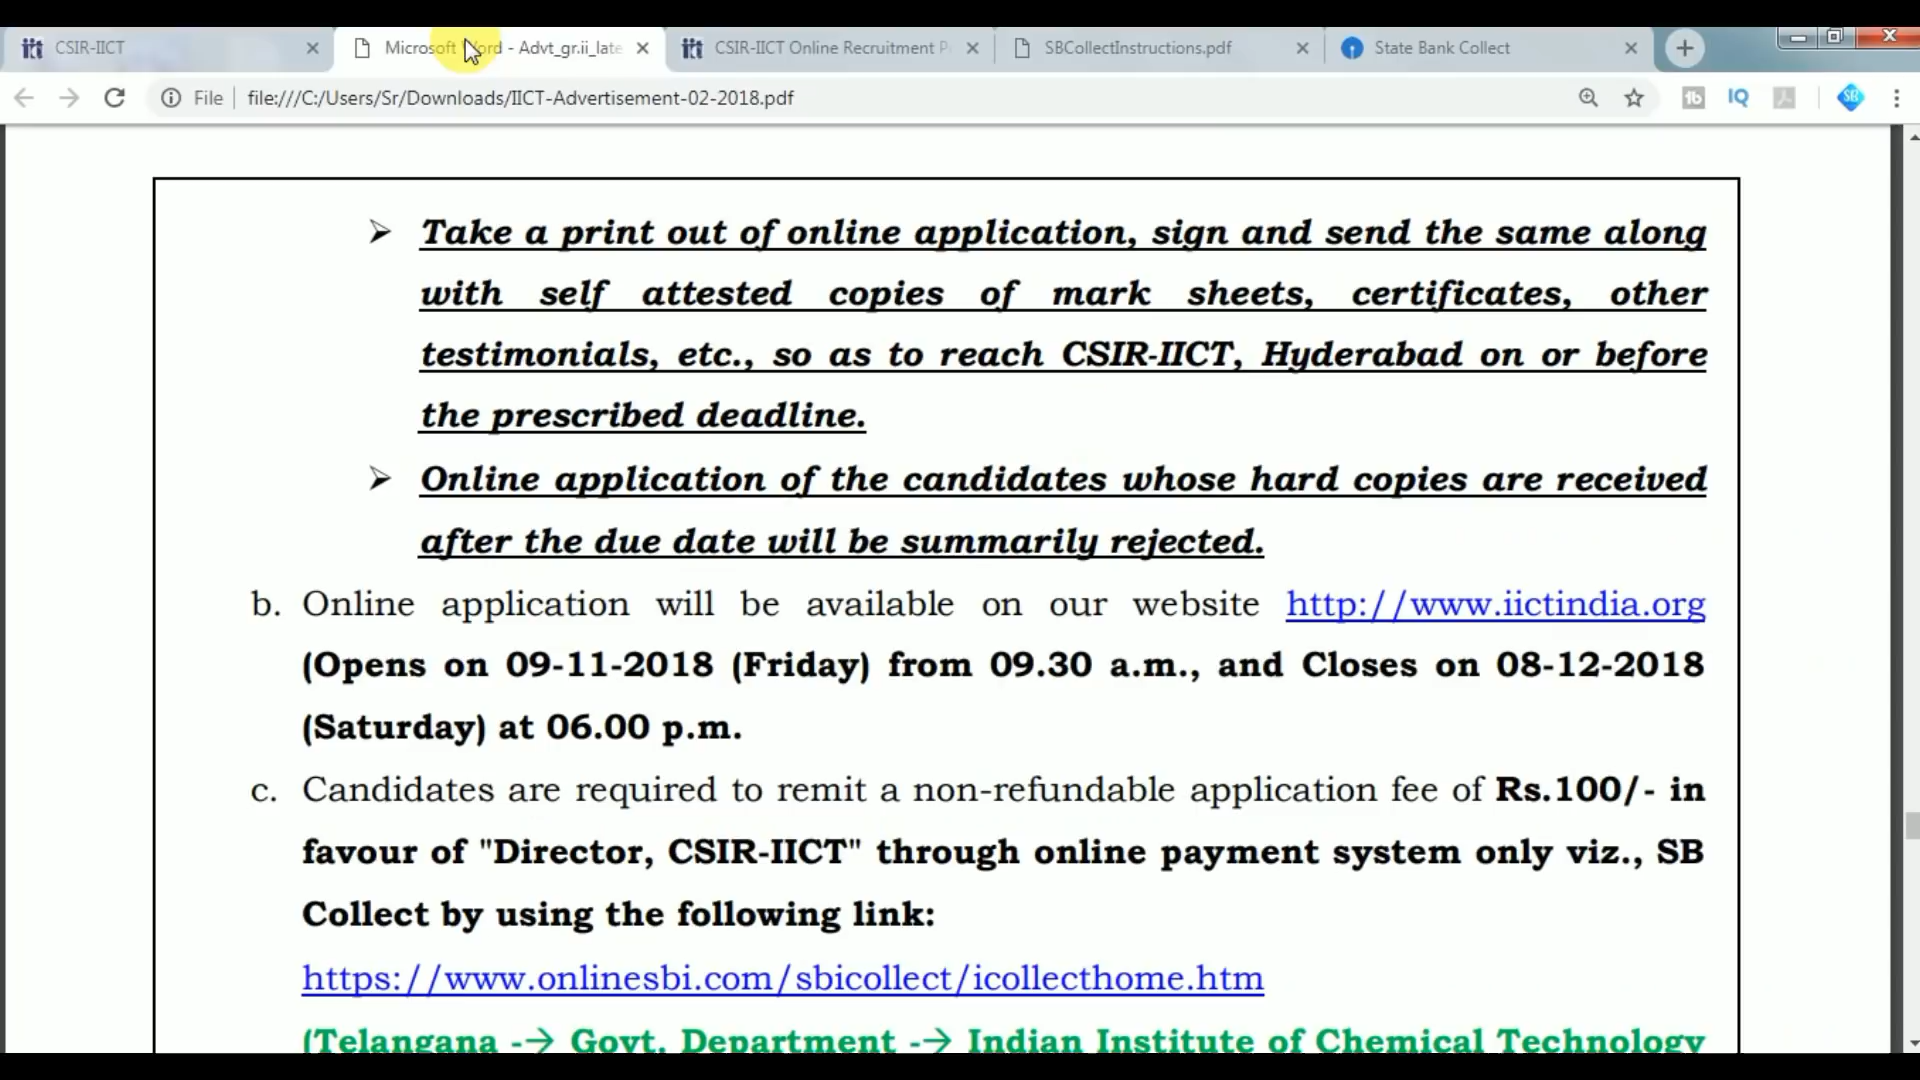 CSIR-IICT
Microsoft Word - Advt_gr.ii_late
CSIR-IICT Online Recruitment P
SBCollectInstructions.pdf
State Bank Collect
File
file:///C:/Users/Sr/Downloads/IICT-Advertisement-02-2018.pdf
IQ
SB
➢ Take a print out of online application, sign and send the same along
with self attested copies of mark sheets, certificates, other
testimonials, etc., so as to reach CSIR-IICT, Hyderabad on or before
the prescribed deadline.
➢ Online application of the candidates whose hard copies are received
after the due date will be summarily rejected.
b. Online application will be available on our website http://www.iictindia.org
(Opens on 09-11-2018 (Friday) from 09.30 a.m., and Closes on 08-12-2018
(Saturday) at 06.00 p.m.
c. Candidates are required to remit a non-refundable application fee of Rs.100/- in
favour of "Director, CSIR-IICT" through online payment system only viz., SB
Collect by using the following link:
https://www.onlinesbi.com/sbicollect/icollecthome.htm
(Telangana -→ Govt. Department -→ Indian Institute of Chemical Technology